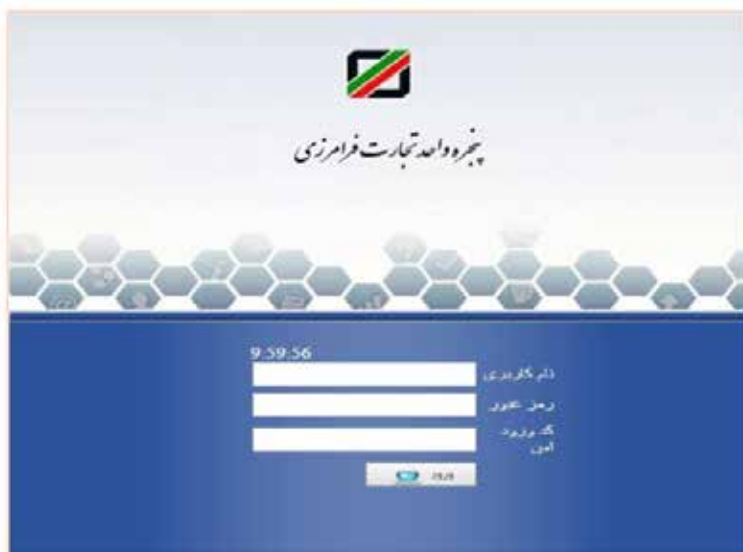 پنجره واحد تجارت فرامرزی
9:59:56
نام کاربری
رمز عبور
کد ورود
امن
ورود